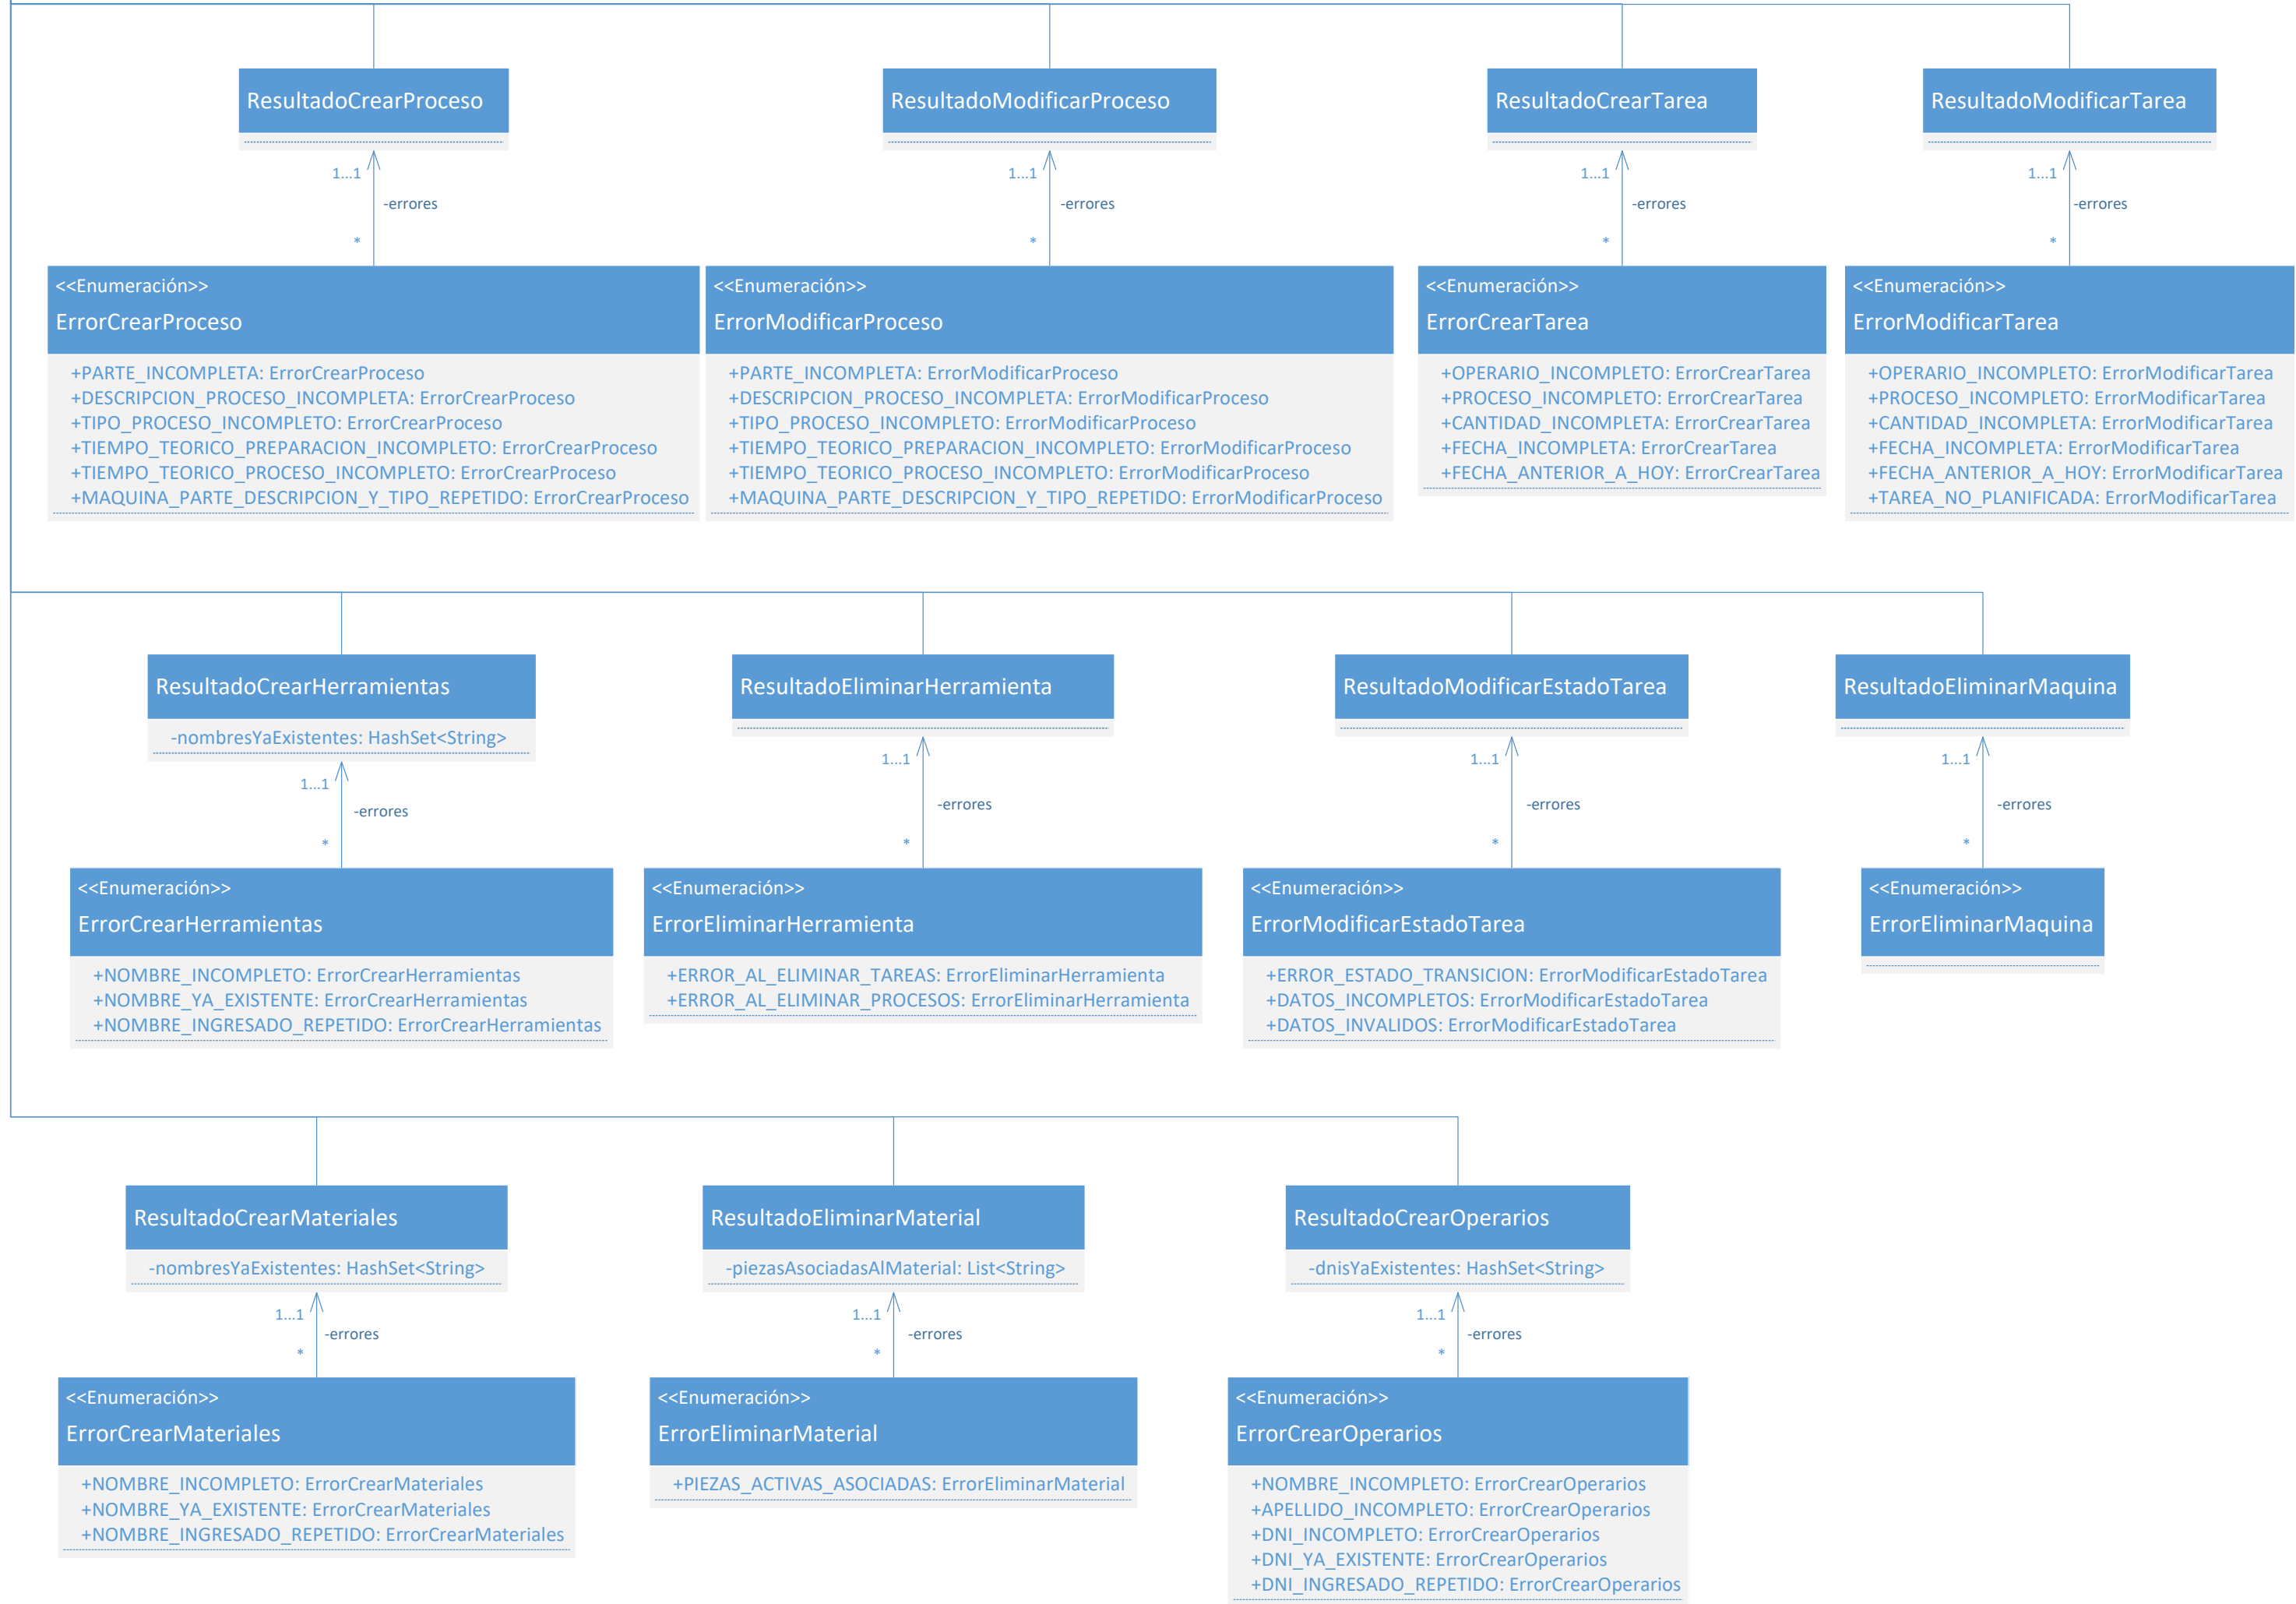 ResultadoCrearProceso
ResultadoModificarProceso
ResultadoCrearTarea
ResultadoModificarTarea
1...1
-errores
*
1...1
-errores
*
1...1
-errores
*
1...1
-errores
*
<<Enumeración>>
ErrorCrearProceso
+PARTE_INCOMPLETA: ErrorCrearProceso
+DESCRIPCION_PROCESO_INCOMPLETA: ErrorCrearProceso
+TIPO_PROCESO_INCOMPLETO: ErrorCrearProceso
+TIEMPO_TEORICO_PREPARACION_INCOMPLETO: ErrorCrearProceso
+TIEMPO_TEORICO_PROCESO_INCOMPLETO: ErrorCrearProceso
+MAQUINA_PARTE_DESCRIPCION_Y_TIPO_REPETIDO: ErrorCrearProceso
<<Enumeración>>
ErrorModificarProceso
+PARTE_INCOMPLETA: ErrorModificarProceso
+DESCRIPCION_PROCESO_INCOMPLETA: ErrorModificarProceso
+TIPO_PROCESO_INCOMPLETO: ErrorModificarProceso
+TIEMPO_TEORICO_PREPARACION_INCOMPLETO: ErrorModificarProceso
+TIEMPO_TEORICO_PROCESO_INCOMPLETO: ErrorModificarProceso
+MAQUINA_PARTE_DESCRIPCION_Y_TIPO_REPETIDO: ErrorModificarProceso
<<Enumeración>>
ErrorCrearTarea
+OPERARIO_INCOMPLETO: ErrorCrearTarea
+PROCESO_INCOMPLETO: ErrorCrearTarea
+CANTIDAD_INCOMPLETA: ErrorCrearTarea
+FECHA_INCOMPLETA: ErrorCrearTarea
+FECHA_ANTERIOR_A_HOY: ErrorCrearTarea
<<Enumeración>>
ErrorModificarTarea
+OPERARIO_INCOMPLETO: ErrorModificarTarea
+PROCESO_INCOMPLETO: ErrorModificarTarea
+CANTIDAD_INCOMPLETA: ErrorModificarTarea
+FECHA_INCOMPLETA: ErrorModificarTarea
+FECHA_ANTERIOR_A_HOY: ErrorModificarTarea
+TAREA_NO_PLANIFICADA: ErrorModificarTarea
ResultadoCrearHerramientas
-nombresYaExistentes: HashSet<String>
ResultadoEliminarHerramienta
ResultadoModificarEstadoTarea
ResultadoEliminarMaquina
1...1
-errores
*
1...1
-errores
*
1...1
-errores
*
1...1
-errores
*
<<Enumeración>>
ErrorCrearHerramientas
+NOMBRE_INCOMPLETO: ErrorCrearHerramientas
+NOMBRE_YA_EXISTENTE: ErrorCrearHerramientas
+NOMBRE_INGRESADO_REPETIDO: ErrorCrearHerramientas
<<Enumeración>>
ErrorEliminarHerramienta
+ERROR_AL_ELIMINAR_TAREAS: ErrorEliminarHerramienta
+ERROR_AL_ELIMINAR_PROCESOS: ErrorEliminarHerramienta
<<Enumeración>>
ErrorModificarEstadoTarea
+ERROR_ESTADO_TRANSICION: ErrorModificarEstadoTarea
+DATOS_INCOMPLETOS: ErrorModificarEstadoTarea
+DATOS_INVALIDOS: ErrorModificarEstadoTarea
<<Enumeración>>
ErrorEliminarMaquina
ResultadoCrearMateriales
-nombresYaExistentes: HashSet<String>
ResultadoEliminarMaterial
-piezasAsociadasAlMaterial: List<String>
ResultadoCrearOperarios
-dnisYaExistentes: HashSet<String>
1...1
-errores
*
1...1
-errores
*
1...1
-errores
*
<<Enumeración>>
ErrorCrearMateriales
+NOMBRE_INCOMPLETO: ErrorCrearMateriales
+NOMBRE_YA_EXISTENTE: ErrorCrearMateriales
+NOMBRE_INGRESADO_REPETIDO: ErrorCrearMateriales
<<Enumeración>>
ErrorEliminarMaterial
+PIEZAS_ACTIVAS_ASOCIADAS: ErrorEliminarMaterial
<<Enumeración>>
ErrorCrearOperarios
+NOMBRE_INCOMPLETO: ErrorCrearOperarios
+APELLIDO_INCOMPLETO: ErrorCrearOperarios
+DNI_INCOMPLETO: ErrorCrearOperarios
+DNI_YA_EXISTENTE: ErrorCrearOperarios
+DNI_INGRESADO_REPETIDO: ErrorCrearOperarios